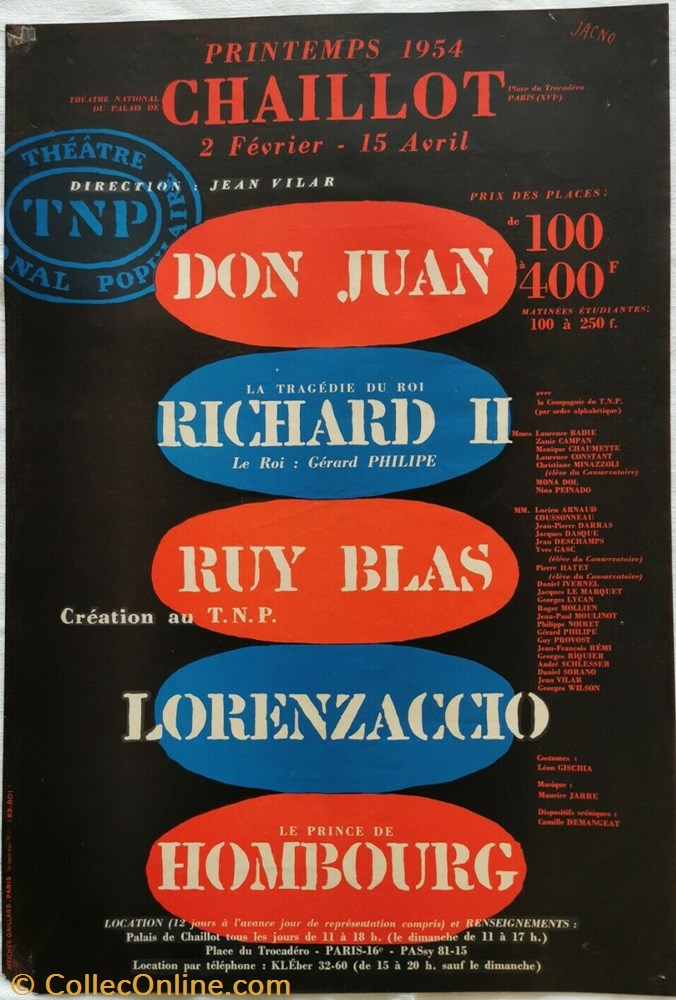 JACNO
PRINTEMPS 1954
THÉÂTRE NATIONAL
DU PALAIS DE
CHAILLOT
Place du Trocadéro
PARIS (XVIe)
2 Février - 15 Avril
THÉÂTRE
TNP
ONAL POPULAIRE
DIRECTION : JEAN VILAR
PRIX DES PLACES :
de 100
à 400 F
MATINÉES ÉTUDIANTES:
100 à 250 f.
DON JUAN
LA TRAGÉDIE DU ROI
RICHARD II
Le Roi : Gérard PHILIPE
RUY BLAS
Création au T.N.P.
LORENZACCIO
LE PRINCE DE
HOMBOURG
avec
la Compagnie du T.N.P.
(par ordre alphabétique)
Mmes Laurence BADIE
Zanie CAMPAN
Monique CHAUMETTE
Laurence CONSTANT
Christiane MINAZZOLI
(élève du Conservatoire)
MONA DOL
Nina PEINADO
MM. Lucien ARNAUD
COUSSONNEAU
Jean-Pierre DARRAS
Jacques DASQUE
Jean DESCHAMPS
Yves GASC
(élève du Conservatoire)
Pierre HATET
(élève du Conservatoire)
Daniel IVERNEL
Jacques LE MARQUET
Georges LYCAN
Roger MOLLIEN
Jean-Paul MOULINOT
Philippe NOIRET
Gérard PHILIPE
Guy PROVOST
Jean-François RÉMI
Georges RIQUIER
André SCHLESSER
Daniel SORANO
Jean VILAR
Georges WILSON
Costumes :
Léon GISCHIA
Musique :
Maurice JARRE
Dispositifs scéniques :
Camille DEMANGEAT
LOCATION (12 jours à l'avance jour de représentation compris) et RENSEIGNEMENTS :
Palais de Chaillot tous les jours de 11 à 18 h. (le dimanche de 11 à 17 h.)
Place du Trocadéro - PARIS-16e - PASsy 81-15
Location par téléphone : KLÉber 32-60 (de 15 à 20 h. sauf le dimanche)
AFFICHES GAILLARD - PARIS
© CollecOnline.com